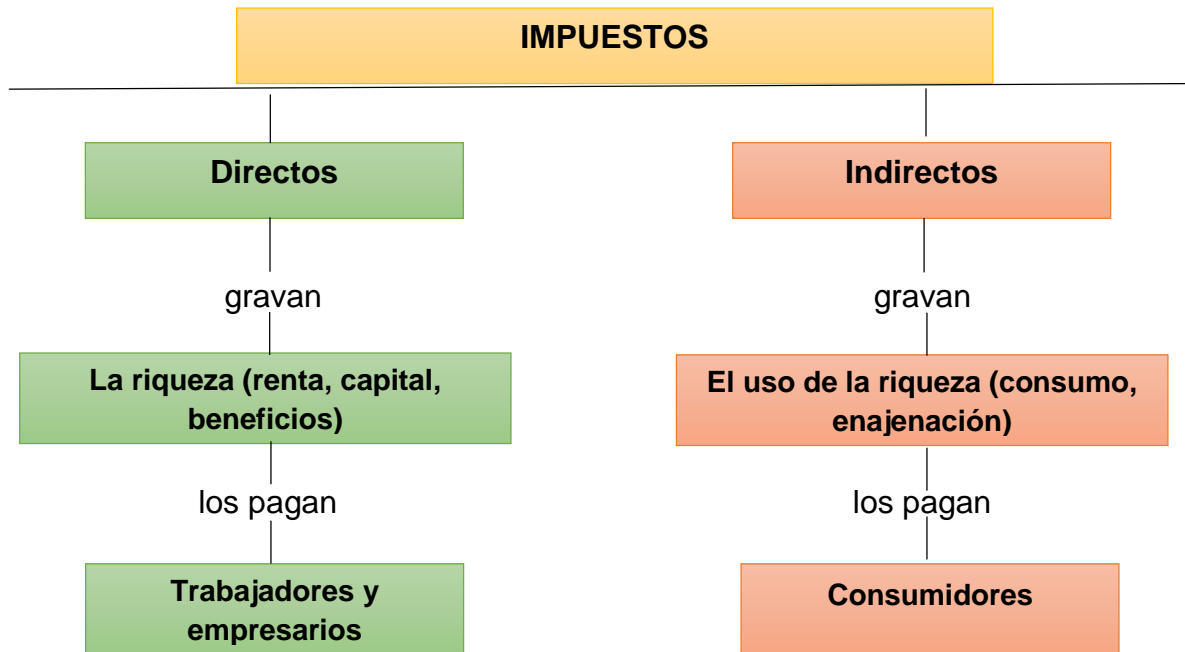 IMPUESTOS
Directos
gravan
La riqueza (renta, capital,
beneficios)
los pagan
Trabajadores y
empresarios
Indirectos
gravan
El uso de la riqueza (consumo,
enajenación)
los pagan
Consumidores